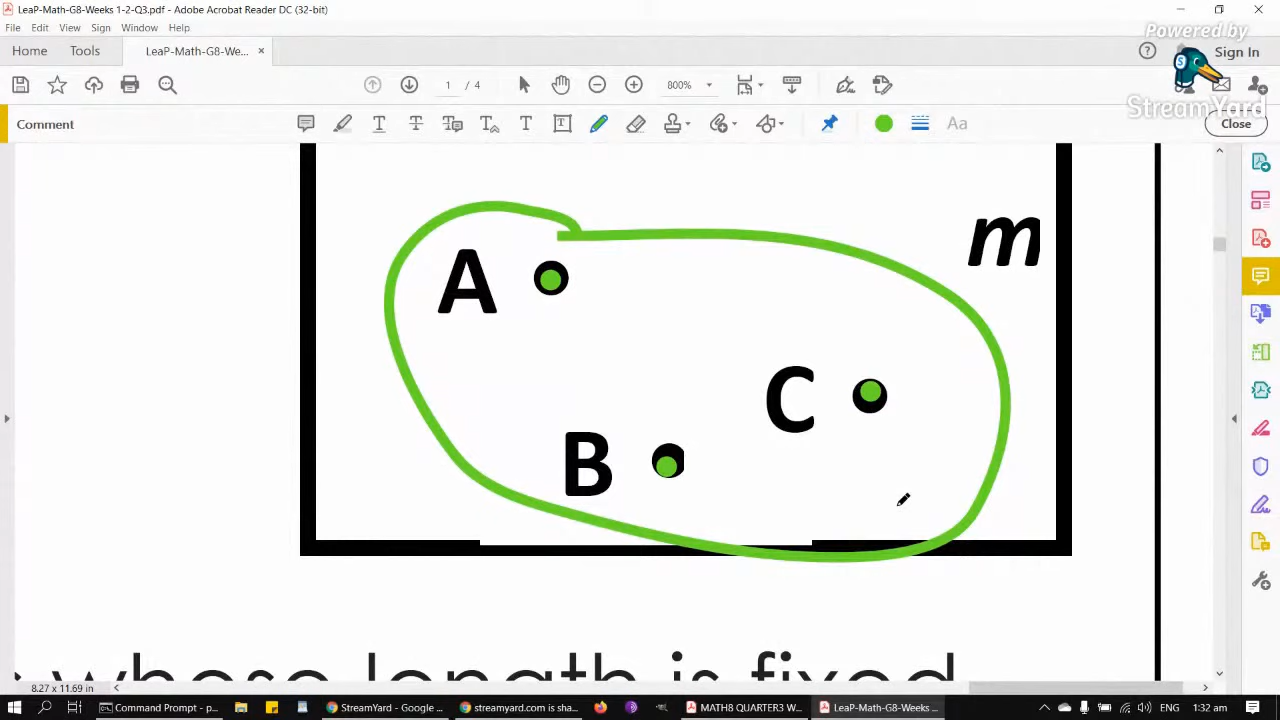 LeaP-Math-G8-Weeks 1-2-Q3.pdf - Adobe Acrobat Reader DC (32-bit)
File Edit View Sign Window Help
Powered by
StreamYard
Home Tools LeaP-Math-G8-We... × Sign In
1 / 4 800%
Comment Aa Close
m
A
C
B
whose length is fixed
8.27 x 11.69 in
Command Prompt - p... StreamYard - Google ... streamyard.com is sha... MATH8 QUARTER3 W... LeaP-Math-G8-Weeks ... ENG 1:32 am